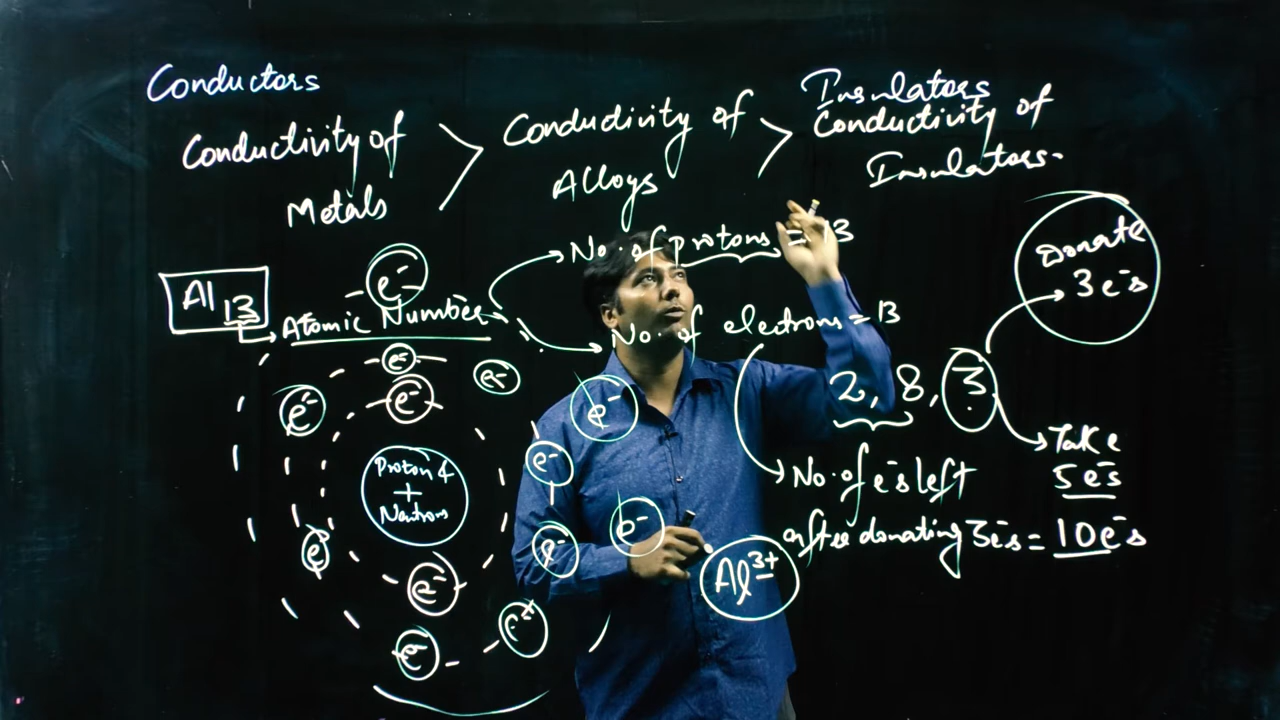 Conductors
Conductivity of
Metals
>
Conductivity of
Alloys
>
Insulators
Conductivity of
Insulators.
Al 13
Atomic Number
No. of protons = 13
No. of electrons = 13
2, 8, 3
Donate
3e⁻s
Take
5e⁻s
No. of e⁻s left
after donating 3e⁻s = 10e⁻s
Al³⁺
e⁻
e⁻
e⁻
e⁻
e⁻
e⁻
e⁻
Proton
+
Neutrons
e⁻
e⁻
e⁻
e⁻
e⁻
e⁻